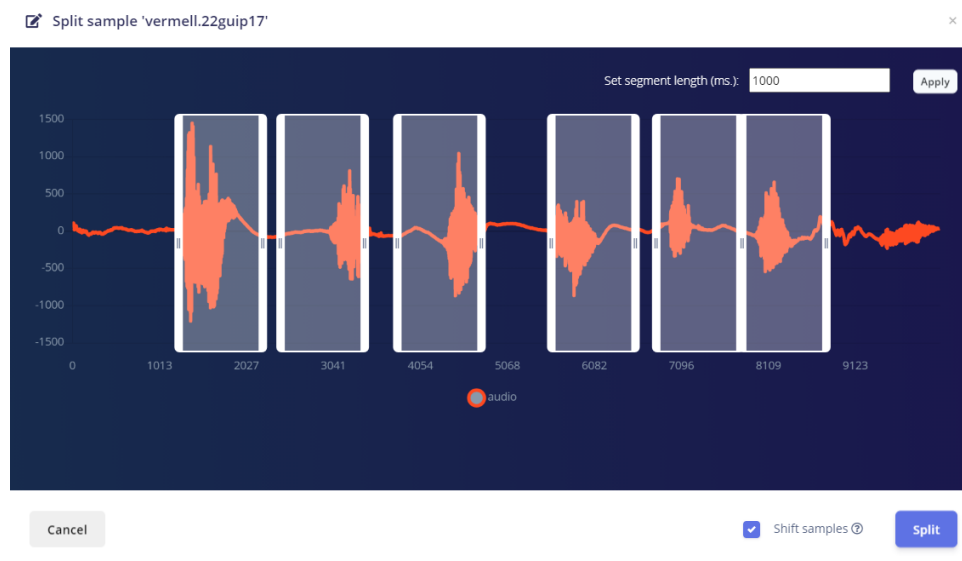 Split sample 'vermell.22guip17'
×
Set segment length (ms.): 1000 Apply
1500
1000
500
0
-500
-1000
-1500
0 1013 2027 3041 4054 5068 6082 7096 8109 9123
audio
Cancel Shift samples Split